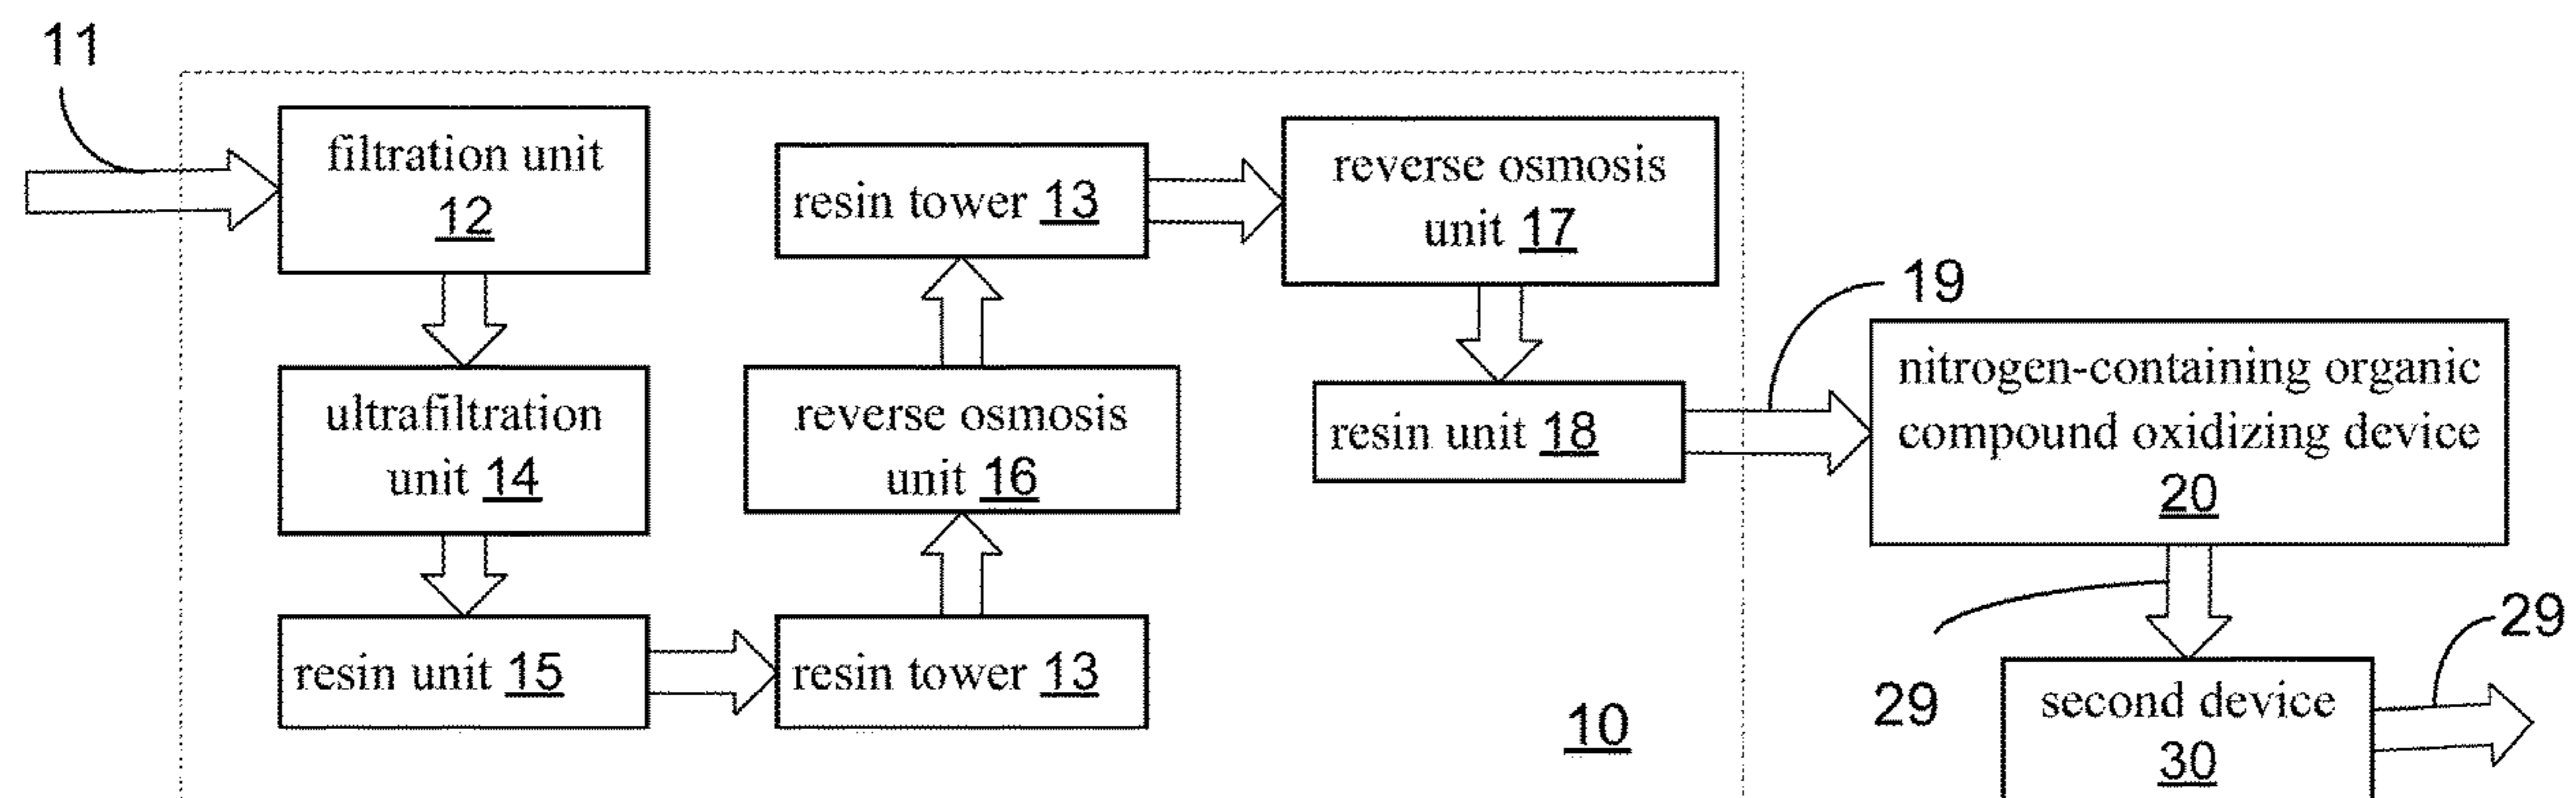 11
filtration unit
12
ultrafiltration
unit 14
resin unit 15
resin tower 13
reverse osmosis
unit 16
resin tower 13
reverse osmosis
unit 17
resin unit 18
10
19
nitrogen-containing organic
compound oxidizing device
20
29
second device
30
29